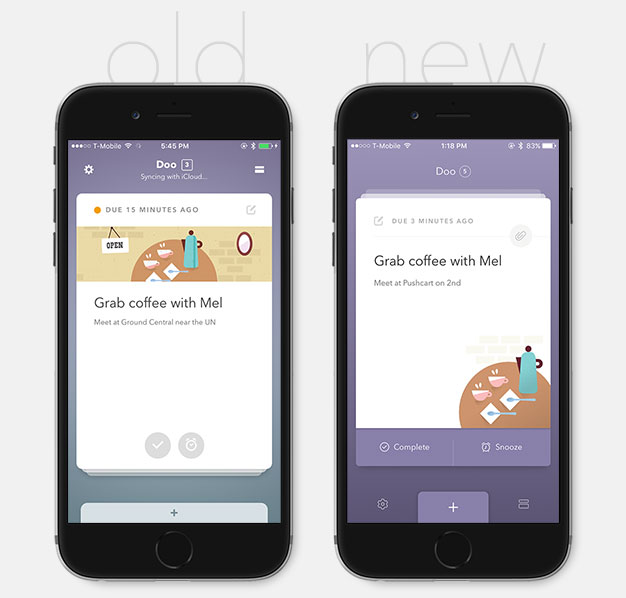 old
new
T-Mobile 5:45 PM
Doo 3
Syncing with iCloud...
DUE 15 MINUTES AGO
OPEN
Grab coffee with Mel
Meet at Ground Central near the UN
+
T-Mobile 1:18 PM 83%
Doo 5
DUE 3 MINUTES AGO
Grab coffee with Mel
Meet at Pushcart on 2nd
Complete Snooze
+